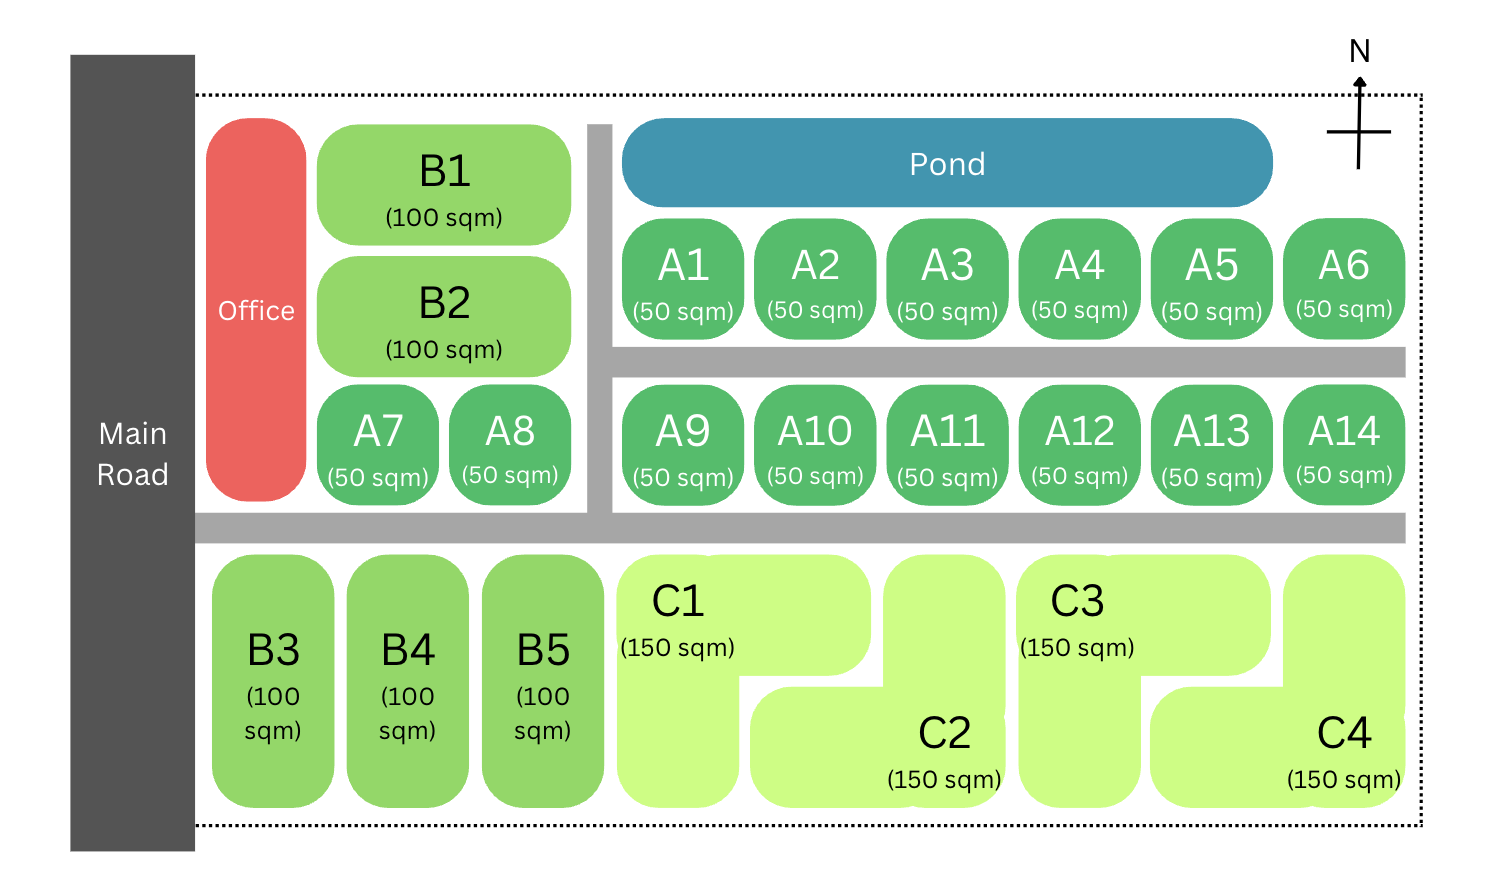 N
Pond
B1
(100 sqm)
A1
(50 sqm)
A2
(50 sqm)
A3
(50 sqm)
A4
(50 sqm)
A5
(50 sqm)
A6
(50 sqm)
Office
B2
(100 sqm)
A7
(50 sqm)
A8
(50 sqm)
A9
(50 sqm)
A10
(50 sqm)
A11
(50 sqm)
A12
(50 sqm)
A13
(50 sqm)
A14
(50 sqm)
Main
Road
B3
(100
sqm)
B4
(100
sqm)
B5
(100
sqm)
C1
(150 sqm)
C2
(150 sqm)
C3
(150 sqm)
C4
(150 sqm)